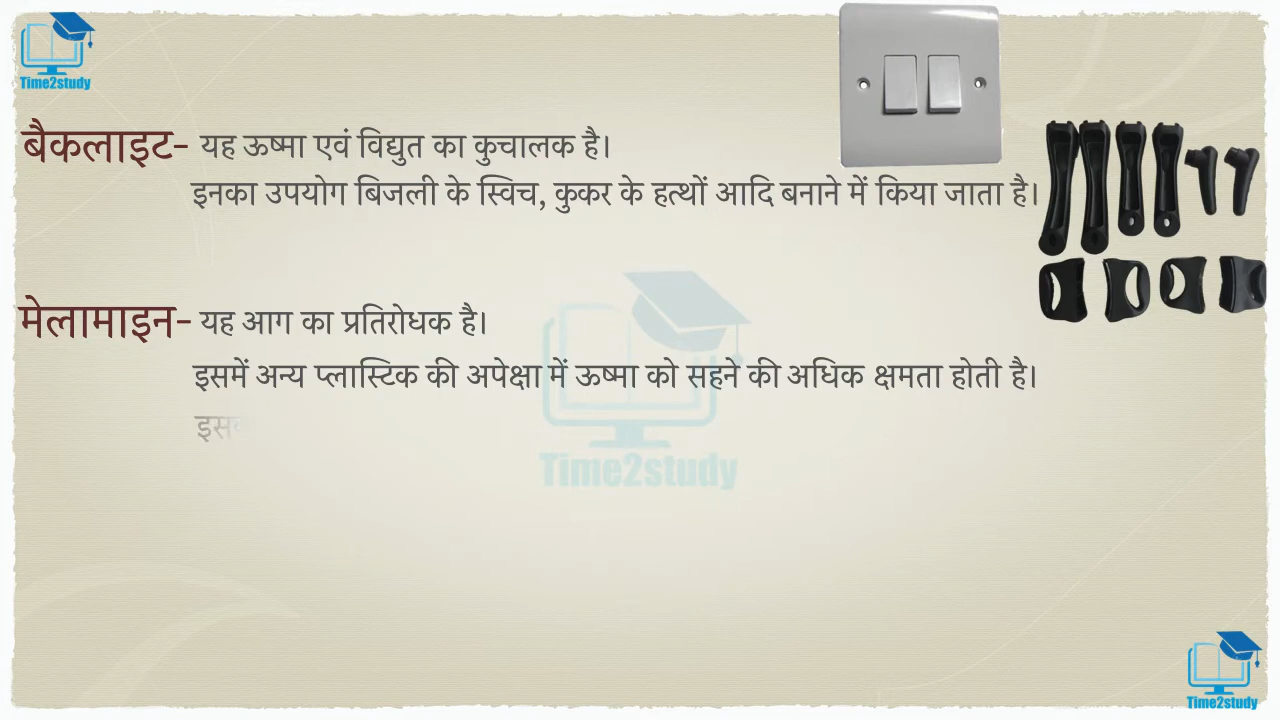 Time2study
बैकलाइट- यह ऊष्मा एवं विद्युत का कुचालक है।
इनका उपयोग बिजली के स्विच, कुकर के हत्थों आदि बनाने में किया जाता है।
मेलामाइन- यह आग का प्रतिरोधक है।
इसमें अन्य प्लास्टिक की अपेक्षा में ऊष्मा को सहने की अधिक क्षमता होती है।
Time2study
Time2study